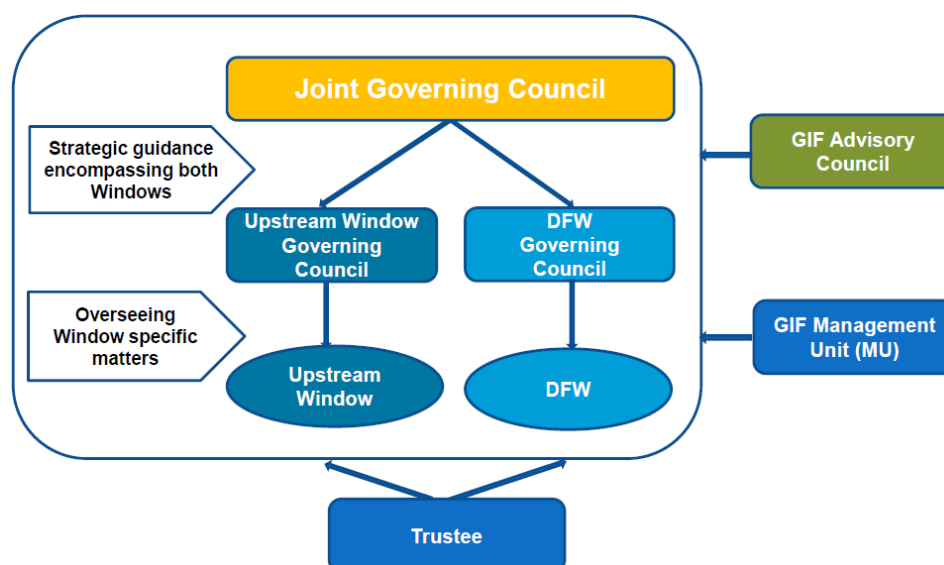 Joint Governing Council
Strategic guidance
encompassing both
Windows
GIF Advisory
Council
Upstream Window
Governing
Council
DFW
Governing
Council
Overseeing
Window specific
matters
GIF Management
Unit (MU)
Upstream
Window
DFW
Trustee